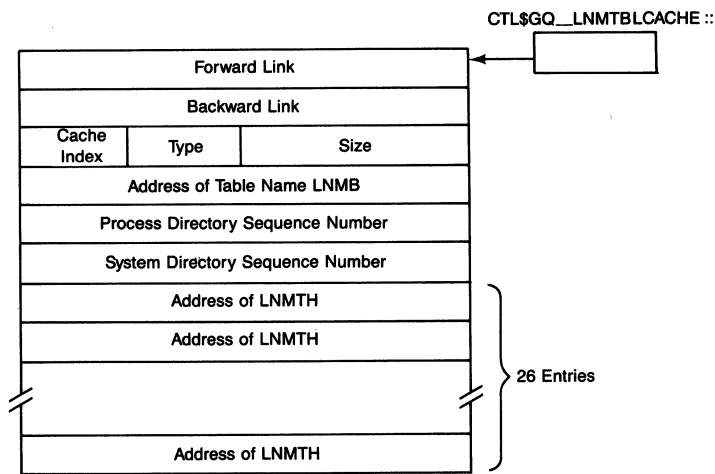 CTL$GQ__LNMTBLCACHE ::
Forward Link
Backward Link
Cache
Index
Type
Size
Address of Table Name LNMB
Process Directory Sequence Number
System Directory Sequence Number
Address of LNMTH
Address of LNMTH
26 Entries
Address of LNMTH